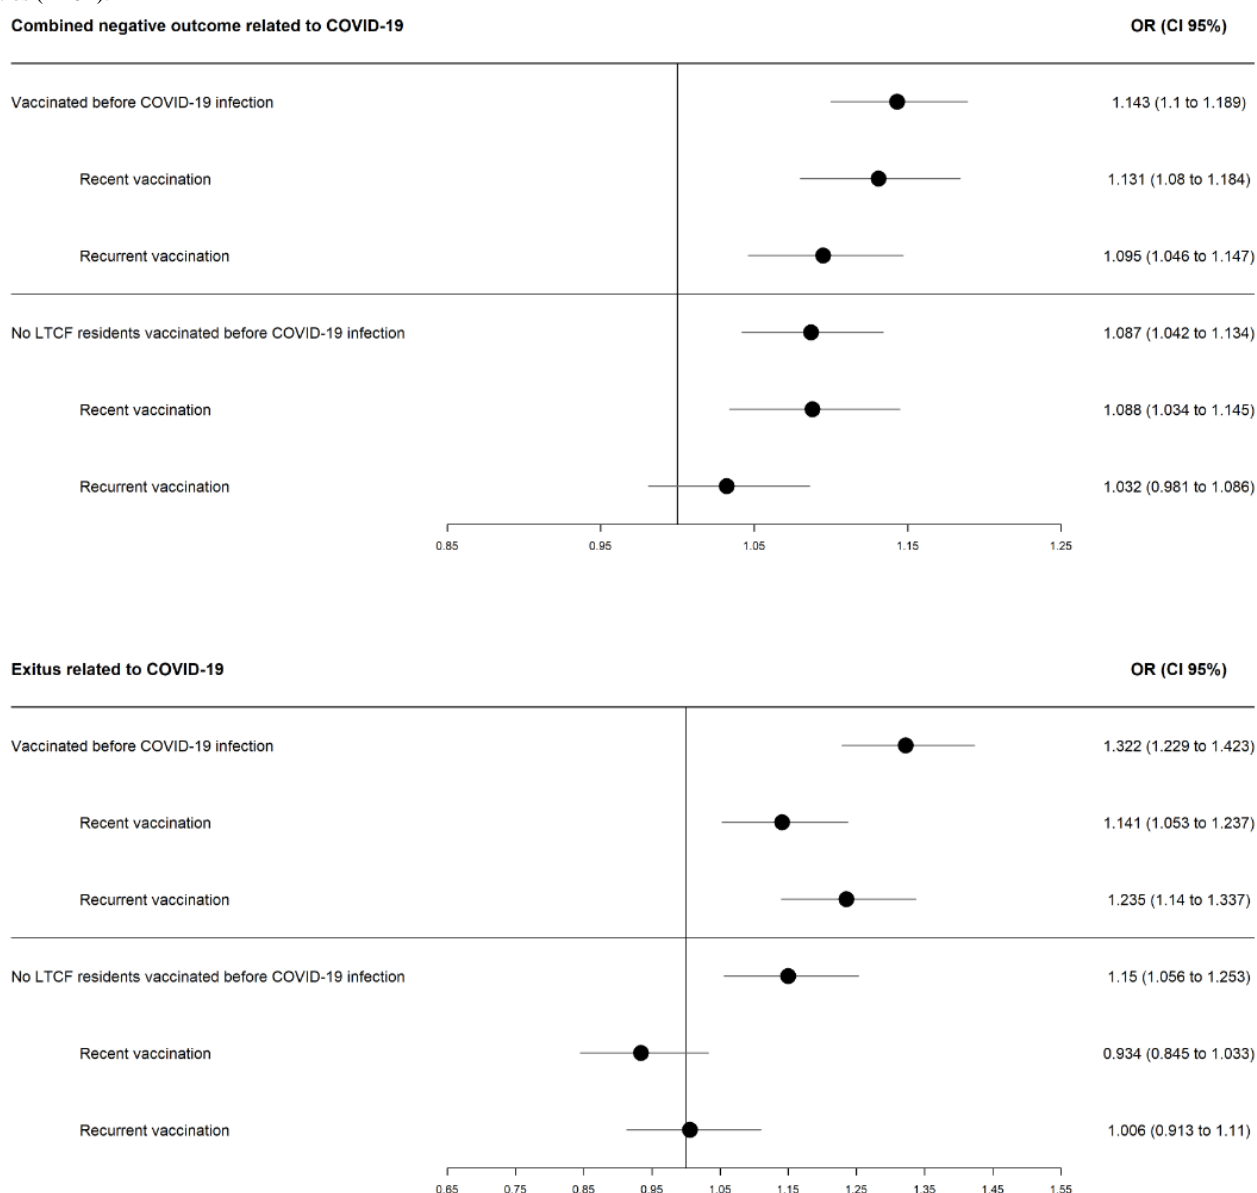 Combined negative outcome related to COVID-19 OR (CI 95%)
Vaccinated before COVID-19 infection 1.143 (1.1 to 1.189)
Recent vaccination 1.131 (1.08 to 1.184)
Recurrent vaccination 1.095 (1.046 to 1.147)
No LTCF residents vaccinated before COVID-19 infection 1.087 (1.042 to 1.134)
Recent vaccination 1.088 (1.034 to 1.145)
Recurrent vaccination 1.032 (0.981 to 1.086)
0.85 0.95 1.05 1.15 1.25
Exitus related to COVID-19 OR (CI 95%)
Vaccinated before COVID-19 infection 1.322 (1.229 to 1.423)
Recent vaccination 1.141 (1.053 to 1.237)
Recurrent vaccination 1.235 (1.14 to 1.337)
No LTCF residents vaccinated before COVID-19 infection 1.15 (1.056 to 1.253)
Recent vaccination 0.934 (0.845 to 1.033)
Recurrent vaccination 1.006 (0.913 to 1.11)
0.65 0.75 0.85 0.95 1.05 1.15 1.25 1.35 1.45 1.55